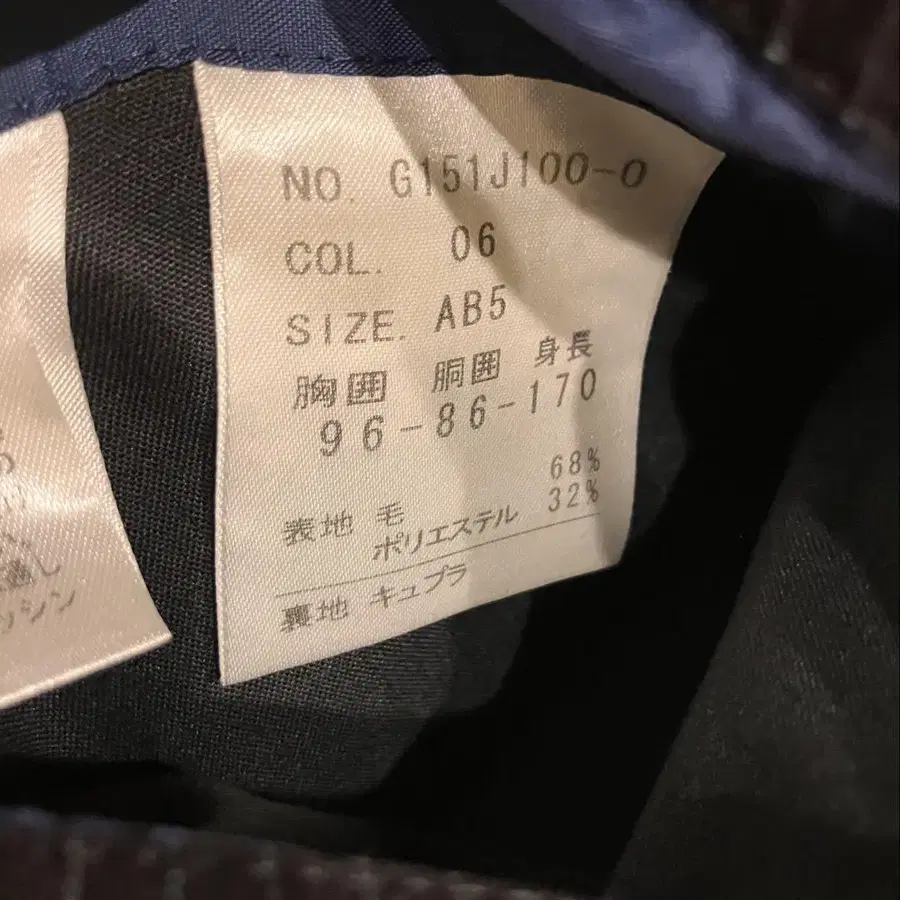 NO. G151J100-0
COL. 06
SIZE. AB5
胸囲 胴囲 身長
96-86-170
表地 毛 68%
ポリエステル 32%
裏地 キュプラ